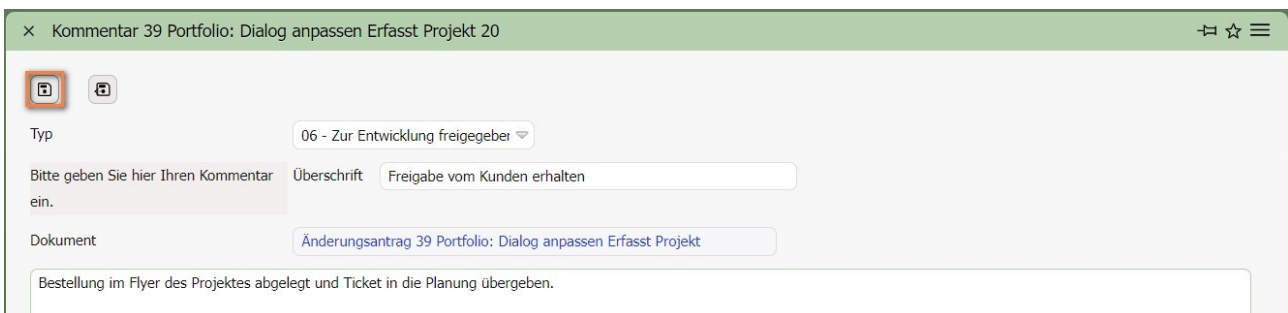 Kommentar 39 Portfolio: Dialog anpassen Erfasst Projekt 20
Typ
06 - Zur Entwicklung freigegeben
Bitte geben Sie hier Ihren Kommentar
ein.
Überschrift
Freigabe vom Kunden erhalten
Dokument
Änderungsantrag 39 Portfolio: Dialog anpassen Erfasst Projekt
Bestellung im Flyer des Projektes abgelegt und Ticket in die Planung übergeben.